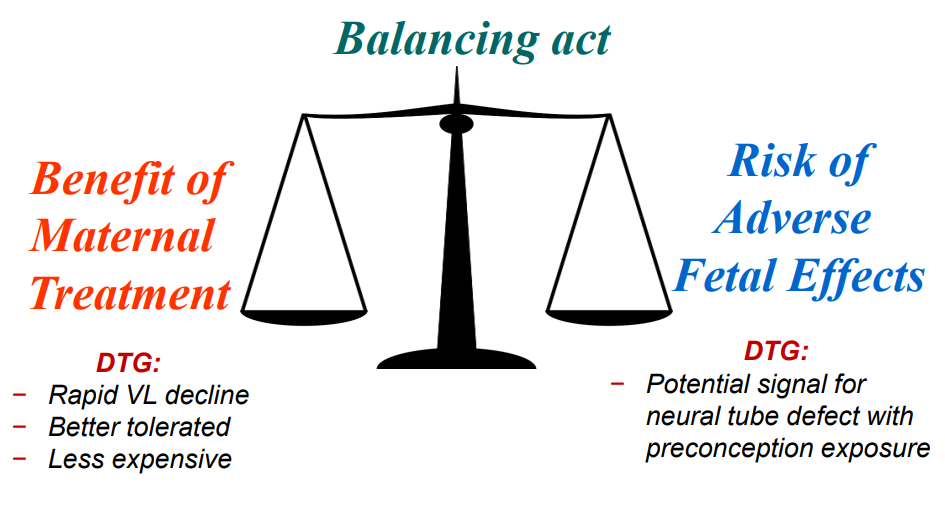 Balancing act
Benefit of
Maternal
Treatment
DTG:
− Rapid VL decline
− Better tolerated
− Less expensive
Risk of
Adverse
Fetal Effects
DTG:
− Potential signal for
neural tube defect with
preconception exposure